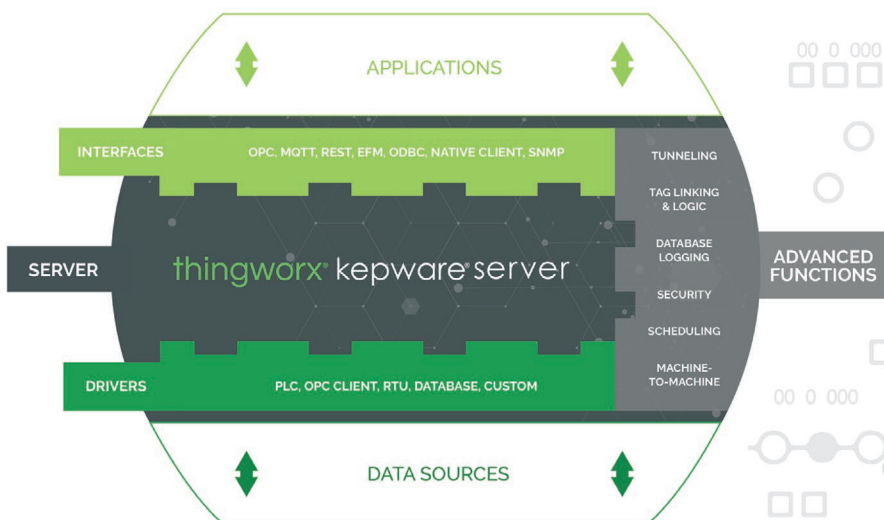 00 0 000
APPLICATIONS
INTERFACES
OPC, MQTT, REST, EFM, ODBC, NATIVE CLIENT, SNMP
TUNNELING
TAG LINKING
& LOGIC
SERVER
thingworx® kepware® server
DATABASE
LOGGING
ADVANCED
FUNCTIONS
SECURITY
SCHEDULING
DRIVERS
PLC, OPC CLIENT, RTU, DATABASE, CUSTOM
MACHINE-
TO-MACHINE
00 0 000
DATA SOURCES